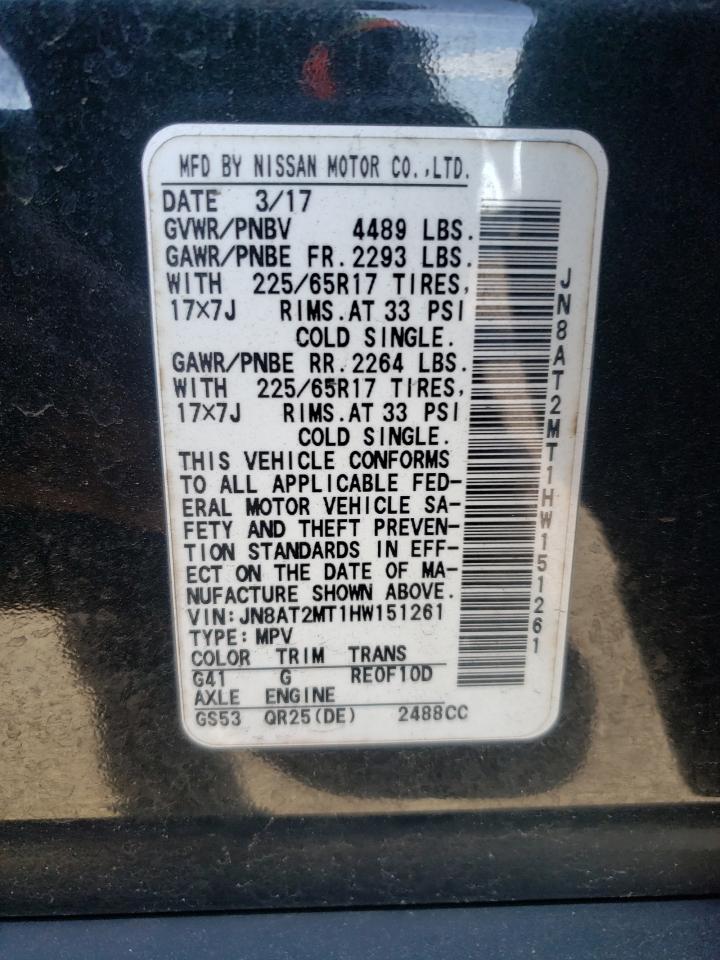 MFD BY NISSAN MOTOR CO.,LTD.
DATE 3/17
GVWR/PNBV 4489 LBS.
GAWR/PNBE FR.2293 LBS.
WITH 225/65R17 TIRES,
17×7J RIMS.AT 33 PSI
COLD SINGLE.
GAWR/PNBE RR.2264 LBS.
WITH 225/65R17 TIRES,
17×7J RIMS.AT 33 PSI
COLD SINGLE.
THIS VEHICLE CONFORMS
TO ALL APPLICABLE FED-
ERAL MOTOR VEHICLE SA-
FETY AND THEFT PREVEN-
TION STANDARDS IN EFF-
ECT ON THE DATE OF MA-
NUFACTURE SHOWN ABOVE.
VIN:JN8AT2MT1HW151261
TYPE:MPV
COLOR TRIM TRANS
G41 G RE0F10D
AXLE ENGINE
GS53 QR25(DE) 2488CC
JN8AT2MT1HW151261